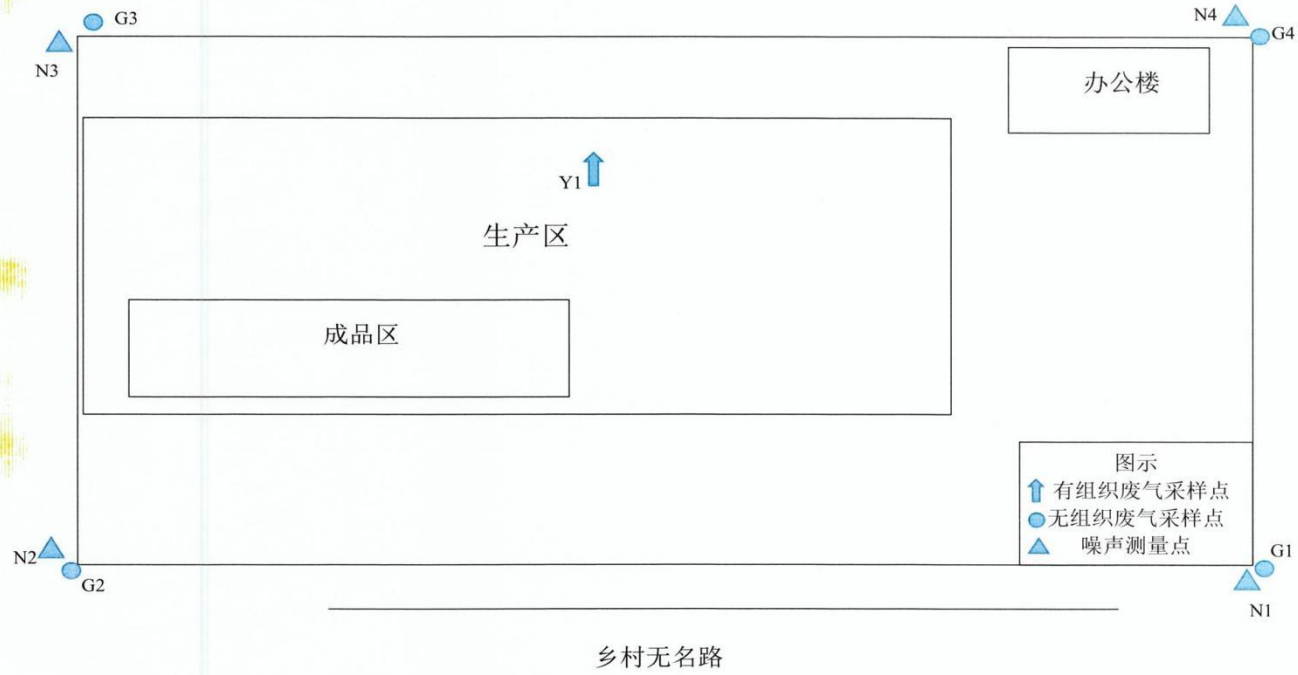 G3
N4
G4
N3
办公楼
Y1
生产区
成品区
图示
有组织废气采样点
无组织废气采样点
噪声测量点
N2
G2
G1
N1
乡村无名路